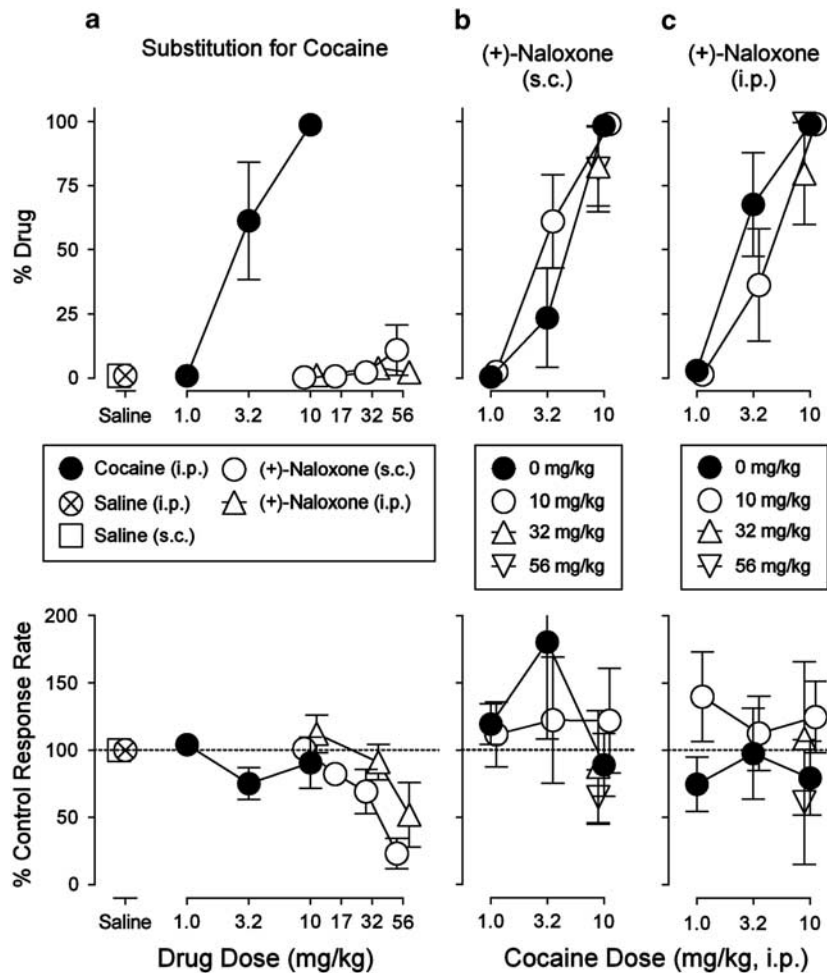 a
Substitution for Cocaine
b
(+)-Naloxone
(s.c.)
c
(+)-Naloxone
(i.p.)
% Drug
100
75
50
25
0
Saline
1.0
3.2
10
17
32
56
1.0
3.2
10
1.0
3.2
10
Cocaine (i.p.)
(+)-Naloxone (s.c.)
Saline (i.p.)
(+)-Naloxone (i.p.)
Saline (s.c.)
0 mg/kg
10 mg/kg
32 mg/kg
56 mg/kg
0 mg/kg
10 mg/kg
32 mg/kg
56 mg/kg
% Control Response Rate
200
150
100
50
0
Saline
1.0
3.2
10
17
32
56
1.0
3.2
10
1.0
3.2
10
Drug Dose (mg/kg)
Cocaine Dose (mg/kg, i.p.)